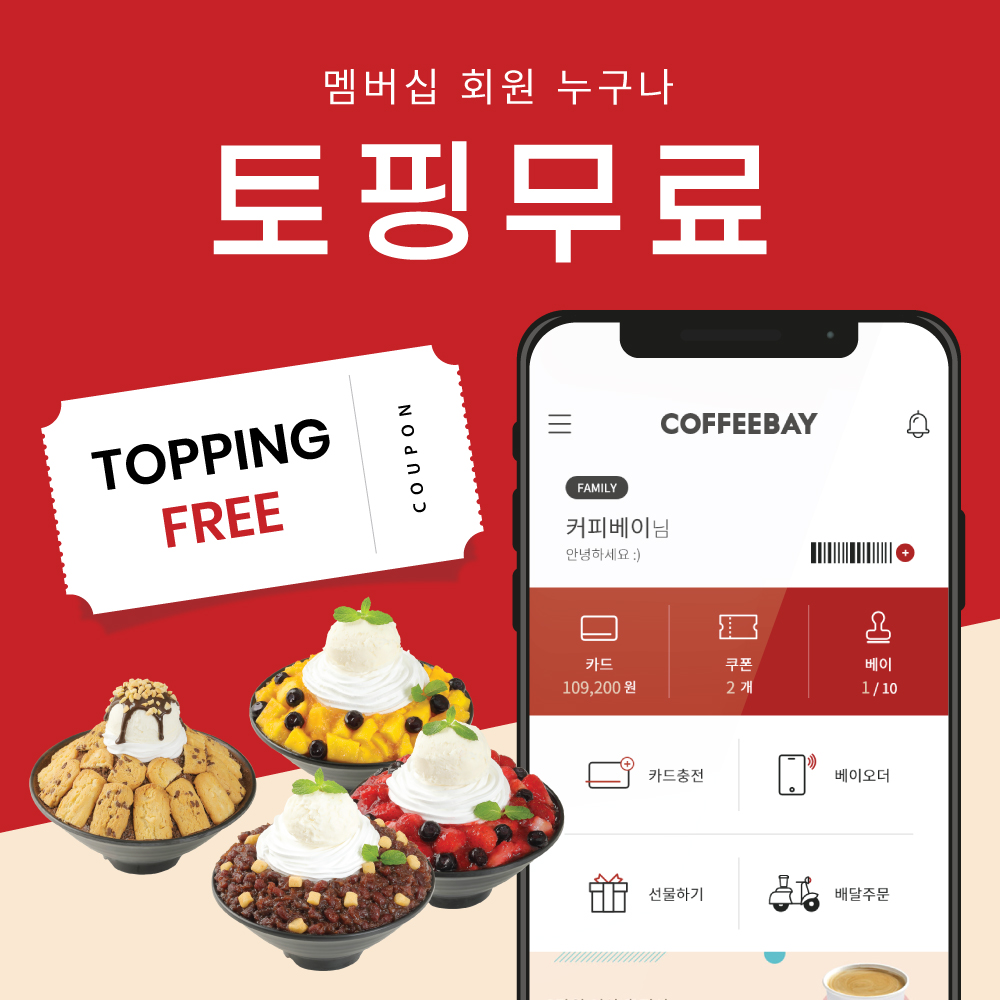 멤버십 회원 누구나
토핑무료
TOPPING
FREE
COUPON
COFFEEBAY
FAMILY
커피베이님
안녕하세요 :)
카드
109,200 원
쿠폰
2 개
베이
1 / 10
카드충전
베이오더
선물하기
배달주문